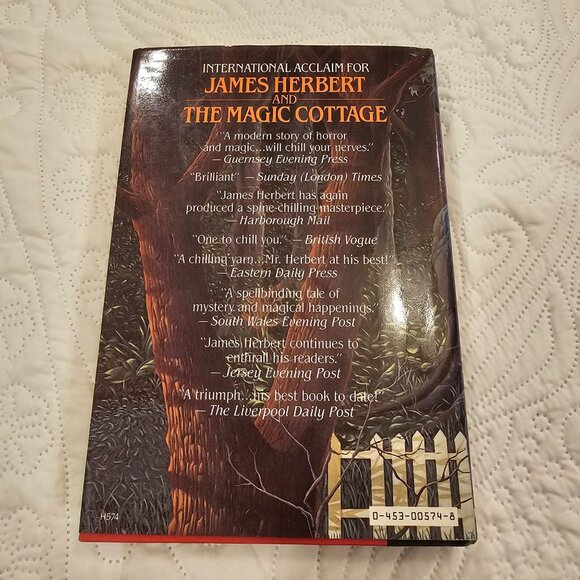 INTERNATIONAL ACCLAIM FOR
JAMES HERBERT
AND
THE MAGIC COTTAGE
"A modern story of horror
and magic...will chill your nerves."
— Guernsey Evening Press
"Brilliant" — Sunday (London) Times
"James Herbert has again
produced a spine-chilling masterpiece."
— Harborough Mail
"One to chill you." — British Vogue
"A chilling yarn...Mr. Herbert at his best!"
— Eastern Daily Press
"A spellbinding tale of
mystery and magical happenings."
— South Wales Evening Post
"James Herbert continues to
enthrall his readers."
— Jersey Evening Post
"A triumph...his best book to date!"
— The Liverpool Daily Post
H574
0-453-00574-8